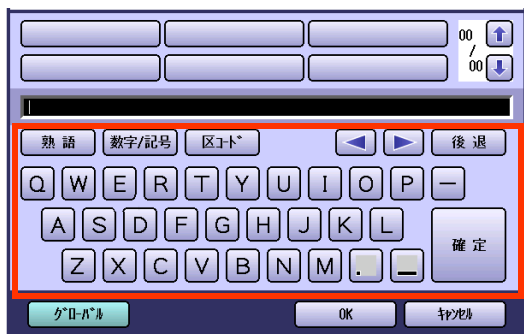 00
/
00
熟語 数字/記号 区ｺｰﾄﾞ 後退
Q W E R T Y U I O P ー
A S D F G H J K L
Z X C V B N M . _
確定
ｸﾞﾛｰﾊﾞﾙ OK ｷｬﾝｾﾙ